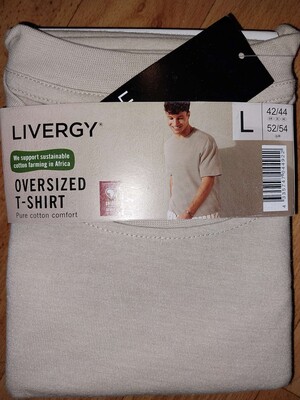 LIVERGY®
We support sustainable
cotton farming in Africa
OVERSIZED
T-SHIRT
Pure cotton comfort
L
42/44
52/54
L